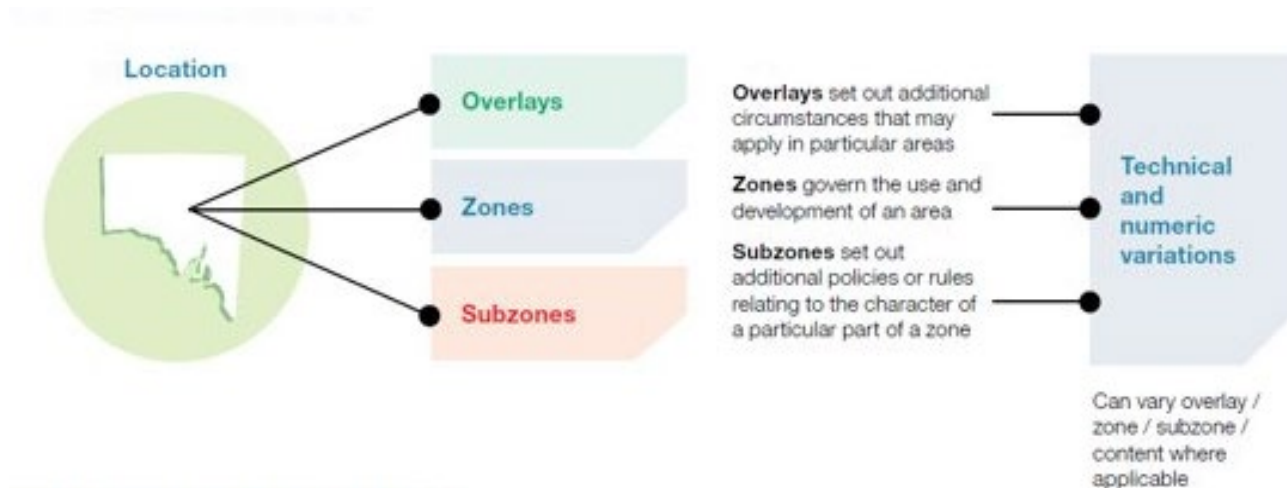 Location
Overlays
Zones
Subzones
Overlays set out additional
circumstances that may
apply in particular areas
Zones govern the use and
development of an area
Subzones set out
additional policies or rules
relating to the character of
a particular part of a zone
Technical
and
numeric
variations
Can vary overlay /
zone / subzone /
content where
applicable